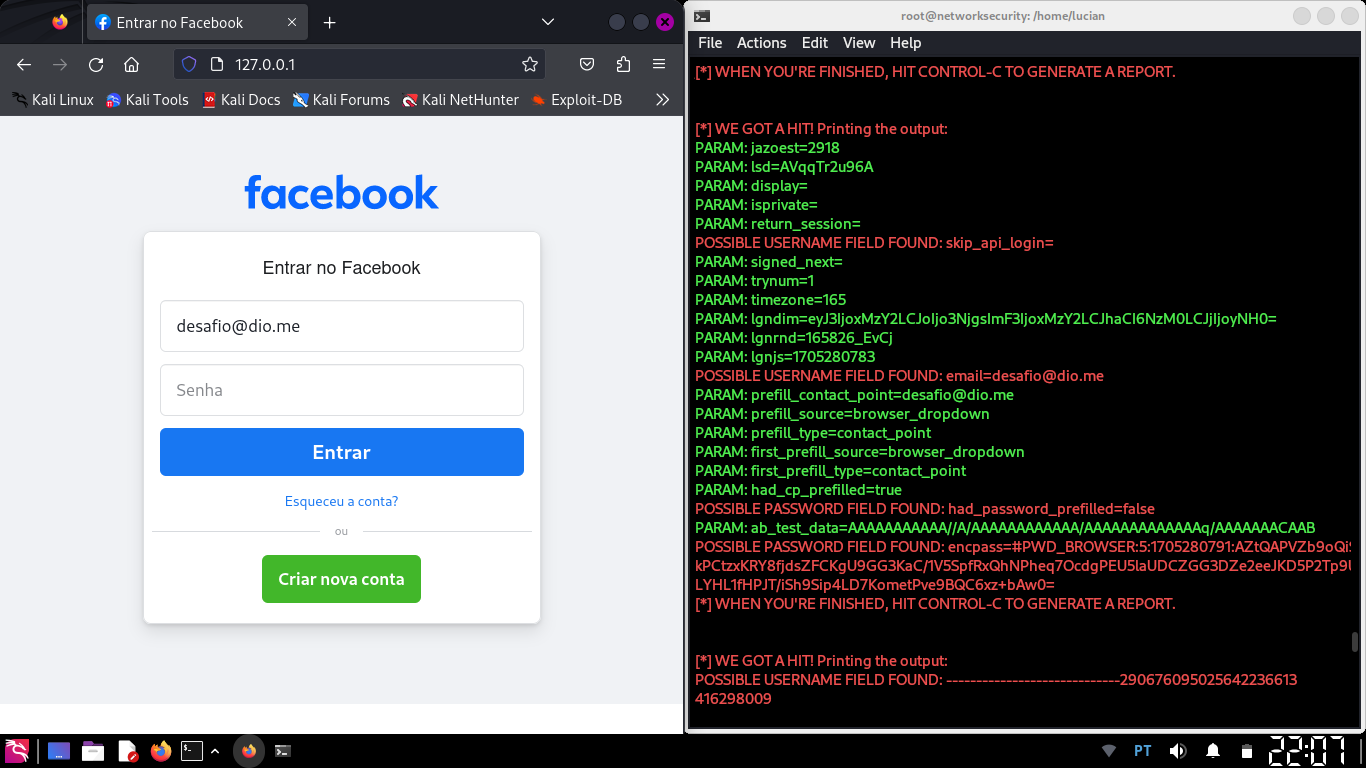 Entrar no Facebook
127.0.0.1
Kali Linux Kali Tools Kali Docs Kali Forums Kali NetHunter Exploit-DB
facebook
Entrar no Facebook
desafio@dio.me
Senha
Entrar
Esqueceu a conta?
ou
Criar nova conta
root@networksecurity: /home/lucian
File Actions Edit View Help
[*] WHEN YOU'RE FINISHED, HIT CONTROL-C TO GENERATE A REPORT.
[*] WE GOT A HIT! Printing the output:
PARAM: jazoest=2918
PARAM: lsd=AVqqTr2u96A
PARAM: display=
PARAM: isprivate=
PARAM: return_session=
POSSIBLE USERNAME FIELD FOUND: skip_api_login=
PARAM: signed_next=
PARAM: trynum=1
PARAM: timezone=165
PARAM: lgndim=eyJ3IjoxMzY2LCJoIjo3NjgsImF3IjoxMzY2LCJhaCI6NzM0LCJjIjoyNH0=
PARAM: lgnrnd=165826_EvCj
PARAM: lgnjs=1705280783
POSSIBLE USERNAME FIELD FOUND: email=desafio@dio.me
PARAM: prefill_contact_point=desafio@dio.me
PARAM: prefill_source=browser_dropdown
PARAM: prefill_type=contact_point
PARAM: first_prefill_source=browser_dropdown
PARAM: first_prefill_type=contact_point
PARAM: had_cp_prefilled=true
POSSIBLE PASSWORD FIELD FOUND: had_password_prefilled=false
PARAM: ab_test_data=AAAAAAAAAAA//A/AAAAAAAAAAAA/AAAAAAAAAAAAAq/AAAAAAACAAB
POSSIBLE PASSWORD FIELD FOUND: encpass=#PWD_BROWSER:5:1705280791:AZtQAPVZb9oQiS
kPCtzxKRY8fjdsZFCKgU9GG3KaC/1V5SpfRxQhNPheq7OcdgPEU5laUDCZGG3DZe2eeJKD5P2Tp9U
LYHL1fHPJT/iSh9Sip4LD7KometPve9BQC6xz+bAw0=
[*] WHEN YOU'RE FINISHED, HIT CONTROL-C TO GENERATE A REPORT.
[*] WE GOT A HIT! Printing the output:
POSSIBLE USERNAME FIELD FOUND: -----------------------------290676095025642236613
416298009
PT
22:07